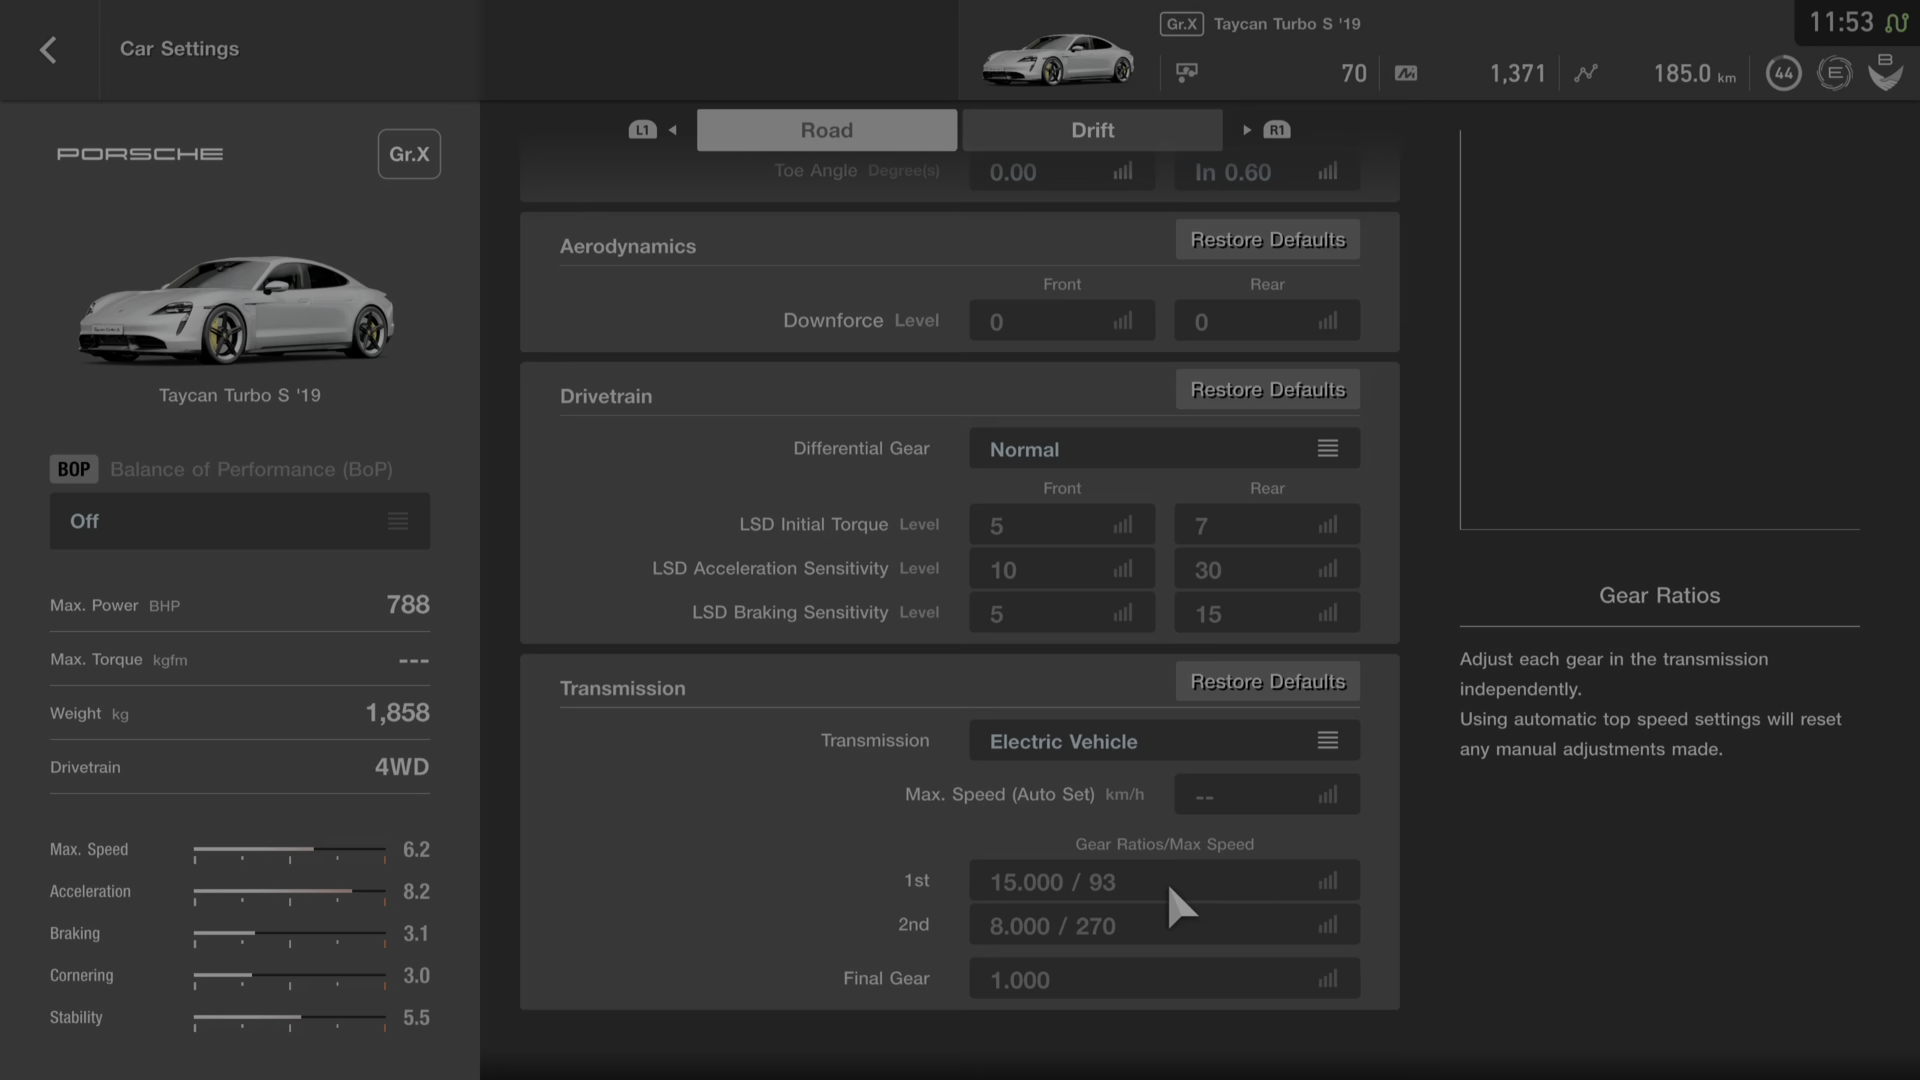 Car Settings
Gr.X Taycan Turbo S '19
11:53
70
1,371
185.0 km
44
E
B
PORSCHE
Gr.X
Taycan Turbo S '19
BOP Balance of Performance (BoP)
Off
Max. Power BHP 788
Max. Torque kgfm ---
Weight kg 1,858
Drivetrain 4WD
Max. Speed 6.2
Acceleration 8.2
Braking 3.1
Cornering 3.0
Stability 5.5
L1 Road Drift R1
Toe Angle Degree(s) 0.00 In 0.60
Aerodynamics Restore Defaults
Front Rear
Downforce Level 0 0
Drivetrain Restore Defaults
Differential Gear Normal
Front Rear
LSD Initial Torque Level 5 7
LSD Acceleration Sensitivity Level 10 30
LSD Braking Sensitivity Level 5 15
Transmission Restore Defaults
Transmission Electric Vehicle
Max. Speed (Auto Set) km/h --
Gear Ratios/Max Speed
1st 15.000 / 93
2nd 8.000 / 270
Final Gear 1.000
Gear Ratios
Adjust each gear in the transmission
independently.
Using automatic top speed settings will reset
any manual adjustments made.